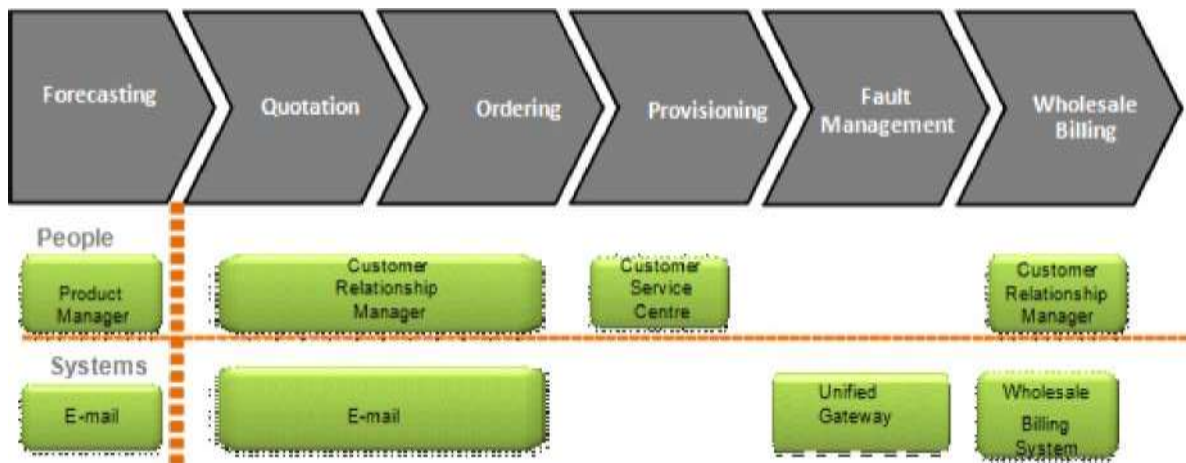 Forecasting
Quotation
Ordering
Provisioning
Fault
Management
Wholesale
Billing
People
Product
Manager
Customer
Relationship
Manager
Customer
Service
Centre
Customer
Relationship
Manager
Systems
E-mail
E-mail
Unified
Gateway
Wholesale
Billing
System